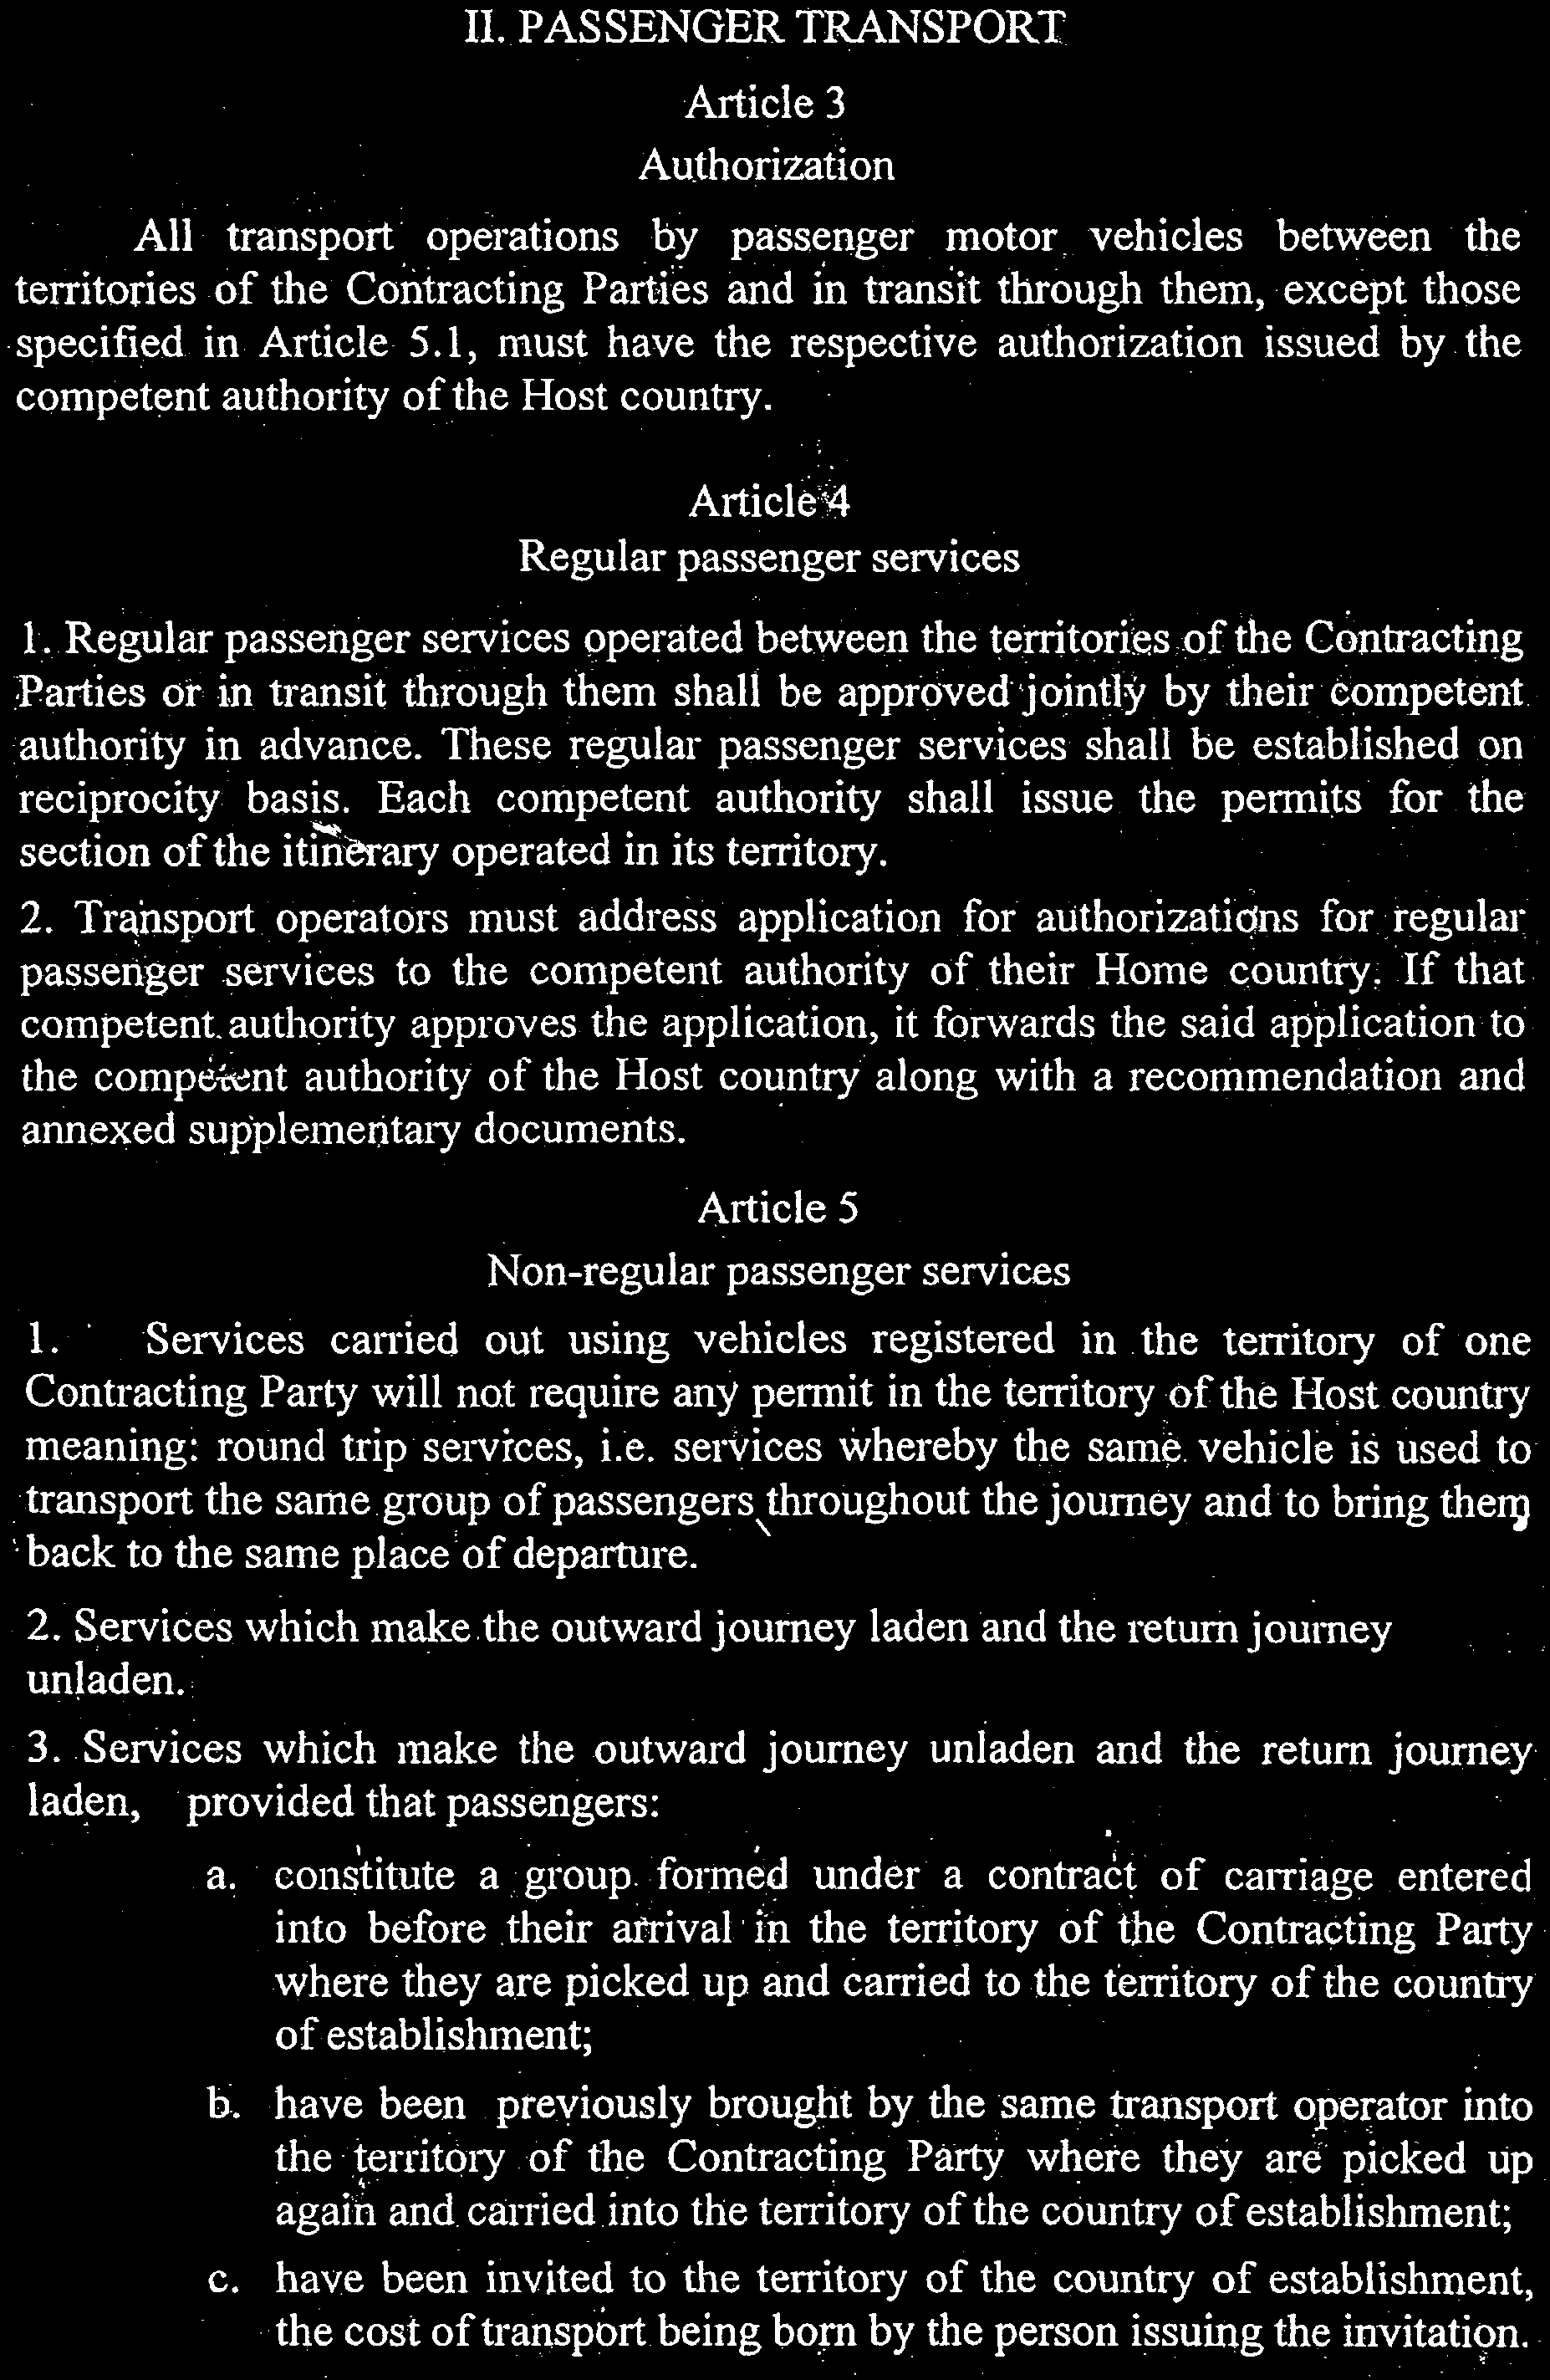 II. PASSENGER TRANSPORT
Article 3
Authorization
All transport operations by passenger motor vehicles between the
territories of the Contracting Parties and in transit through them, except those
specified in Article 5.1, must have the respective authorization issued by the
competent authority of the Host country.
Article 4
Regular passenger services
1. Regular passenger services operated between the territories of the Contracting
Parties or in transit through them shall be approved jointly by their competent
authority in advance. These regular passenger services shall be established on
reciprocity basis. Each competent authority shall issue the permits for the
section of the itinerary operated in its territory.
2. Transport operators must address application for authorizations for regular
passenger services to the competent authority of their Home country. If that
competent authority approves the application, it forwards the said application to
the competent authority of the Host country along with a recommendation and
annexed supplementary documents.
Article 5
Non-regular passenger services
1. Services carried out using vehicles registered in the territory of one
Contracting Party will not require any permit in the territory of the Host country
meaning: round trip services, i.e. services whereby the same vehicle is used to
transport the same group of passengers throughout the journey and to bring them
back to the same place of departure.
2. Services which make the outward journey laden and the return journey
unladen.
3. Services which make the outward journey unladen and the return journey
laden, provided that passengers:
a. constitute a group formed under a contract of carriage entered
into before their arrival in the territory of the Contracting Party
where they are picked up and carried to the territory of the country
of establishment;
b. have been previously brought by the same transport operator into
the territory of the Contracting Party where they are picked up
again and carried into the territory of the country of establishment;
c. have been invited to the territory of the country of establishment,
the cost of transport being born by the person issuing the invitation.